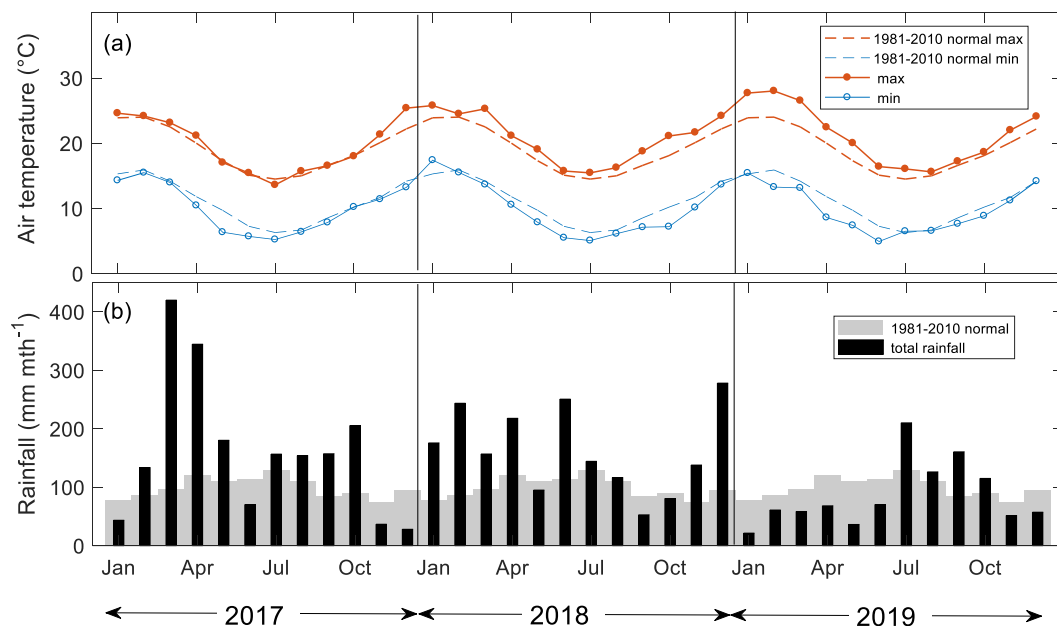 (a)
Air temperature (°C)
30
20
10
0
1981-2010 normal max
1981-2010 normal min
max
min
(b)
Rainfall (mm mth⁻¹)
400
300
200
100
0
1981-2010 normal
total rainfall
Jan Apr Jul Oct Jan Apr Jul Oct Jan Apr Jul Oct
2017 2018 2019